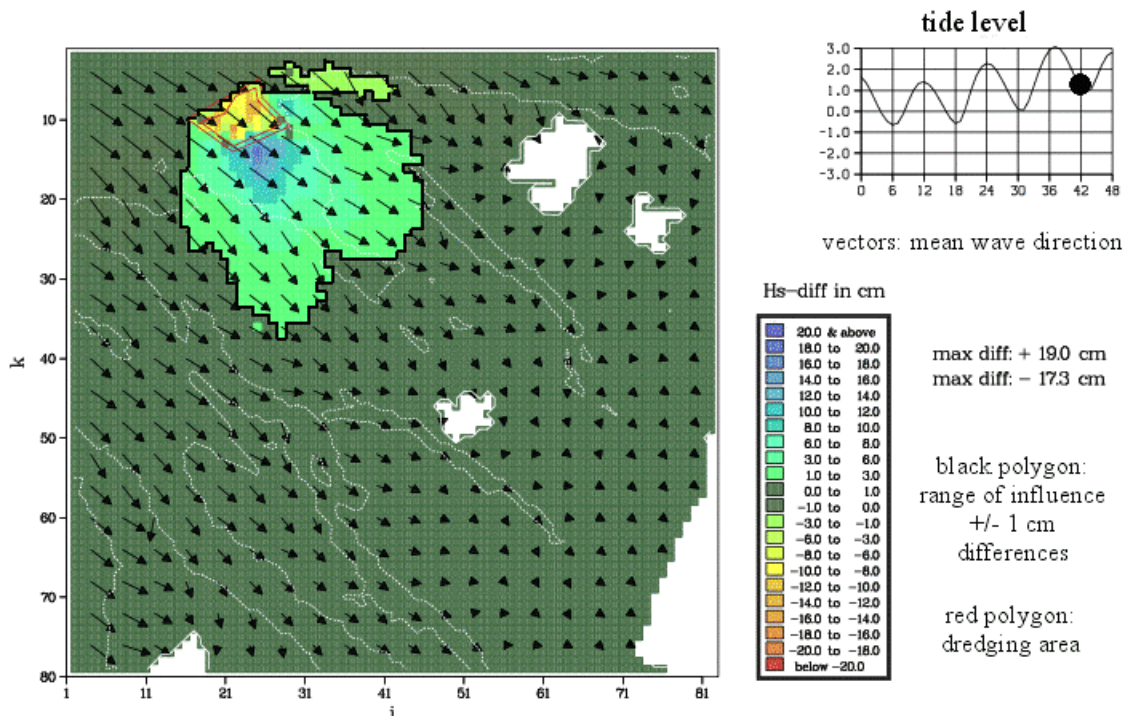 tide level
3.0
2.0
1.0
0.0
-1.0
-2.0
-3.0
0 6 12 18 24 30 36 42 48
vectors: mean wave direction
10
20
30
40
50
60
70
80
k
1 11 21 31 41 51 61 71 81
i
Hs-diff in cm
20.0 & above
18.0 to 20.0
16.0 to 18.0
14.0 to 16.0
12.0 to 14.0
10.0 to 12.0
8.0 to 10.0
6.0 to 8.0
3.0 to 6.0
1.0 to 3.0
0.0 to 1.0
-1.0 to 0.0
-3.0 to -1.0
-6.0 to -3.0
-8.0 to -6.0
-10.0 to -8.0
-12.0 to -10.0
-14.0 to -12.0
-16.0 to -14.0
-18.0 to -16.0
-20.0 to -18.0
below -20.0
max diff: + 19.0 cm
max diff: - 17.3 cm
black polygon:
range of influence
+/- 1 cm
differences
red polygon:
dredging area